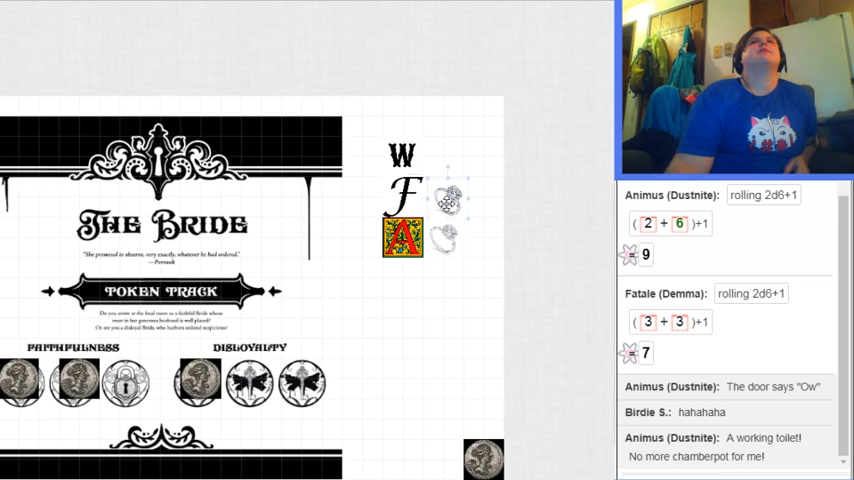 W
F
A
The Bride
"She promised to observe, very exactly, whatever he had ordered."
—Perrault
TOKEN TRACK
Do you arrive at the final room as a faithful Bride whose
trust in her generous husband is well placed?
Or are you a disloyal Bride, who harbors unkind suspicions?
FAITHFULNESS
DISLOYALTY
Animus (Dustnite): rolling 2d6+1
( 2 + 6 )+1
= 9
Fatale (Demma): rolling 2d6+1
( 3 + 3 )+1
= 7
Animus (Dustnite): The door says "Ow"
Birdie S.: hahahaha
Animus (Dustnite): A working toilet!
No more chamberpot for me!